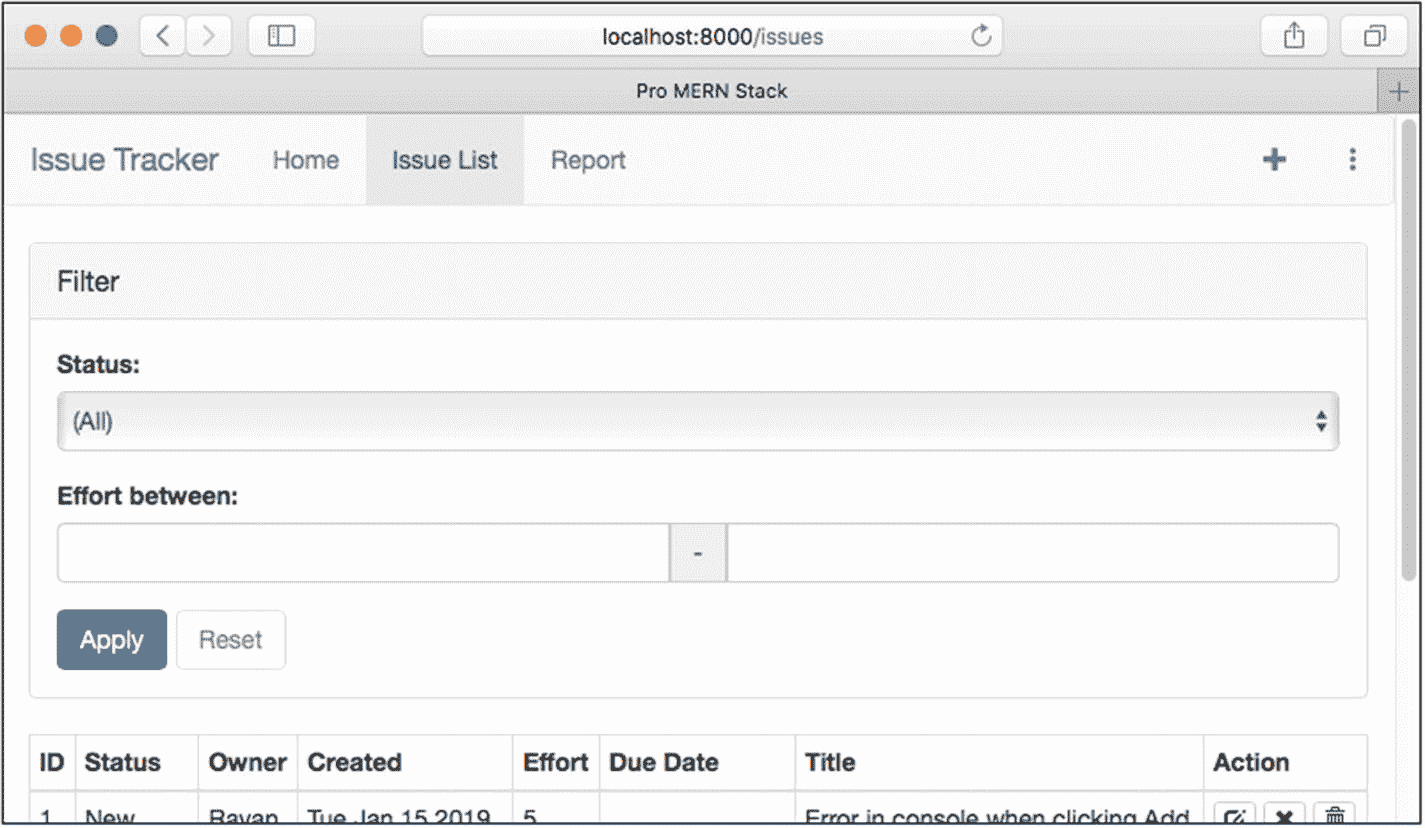 localhost:8000/issues
Pro MERN Stack
Issue Tracker Home Issue List Report
Filter
Status:
(All)
Effort between:
-
Apply Reset
ID Status Owner Created Effort Due Date Title Action
1 New Ravan Tue Jan 15 2019 5 Error in console when clicking Add